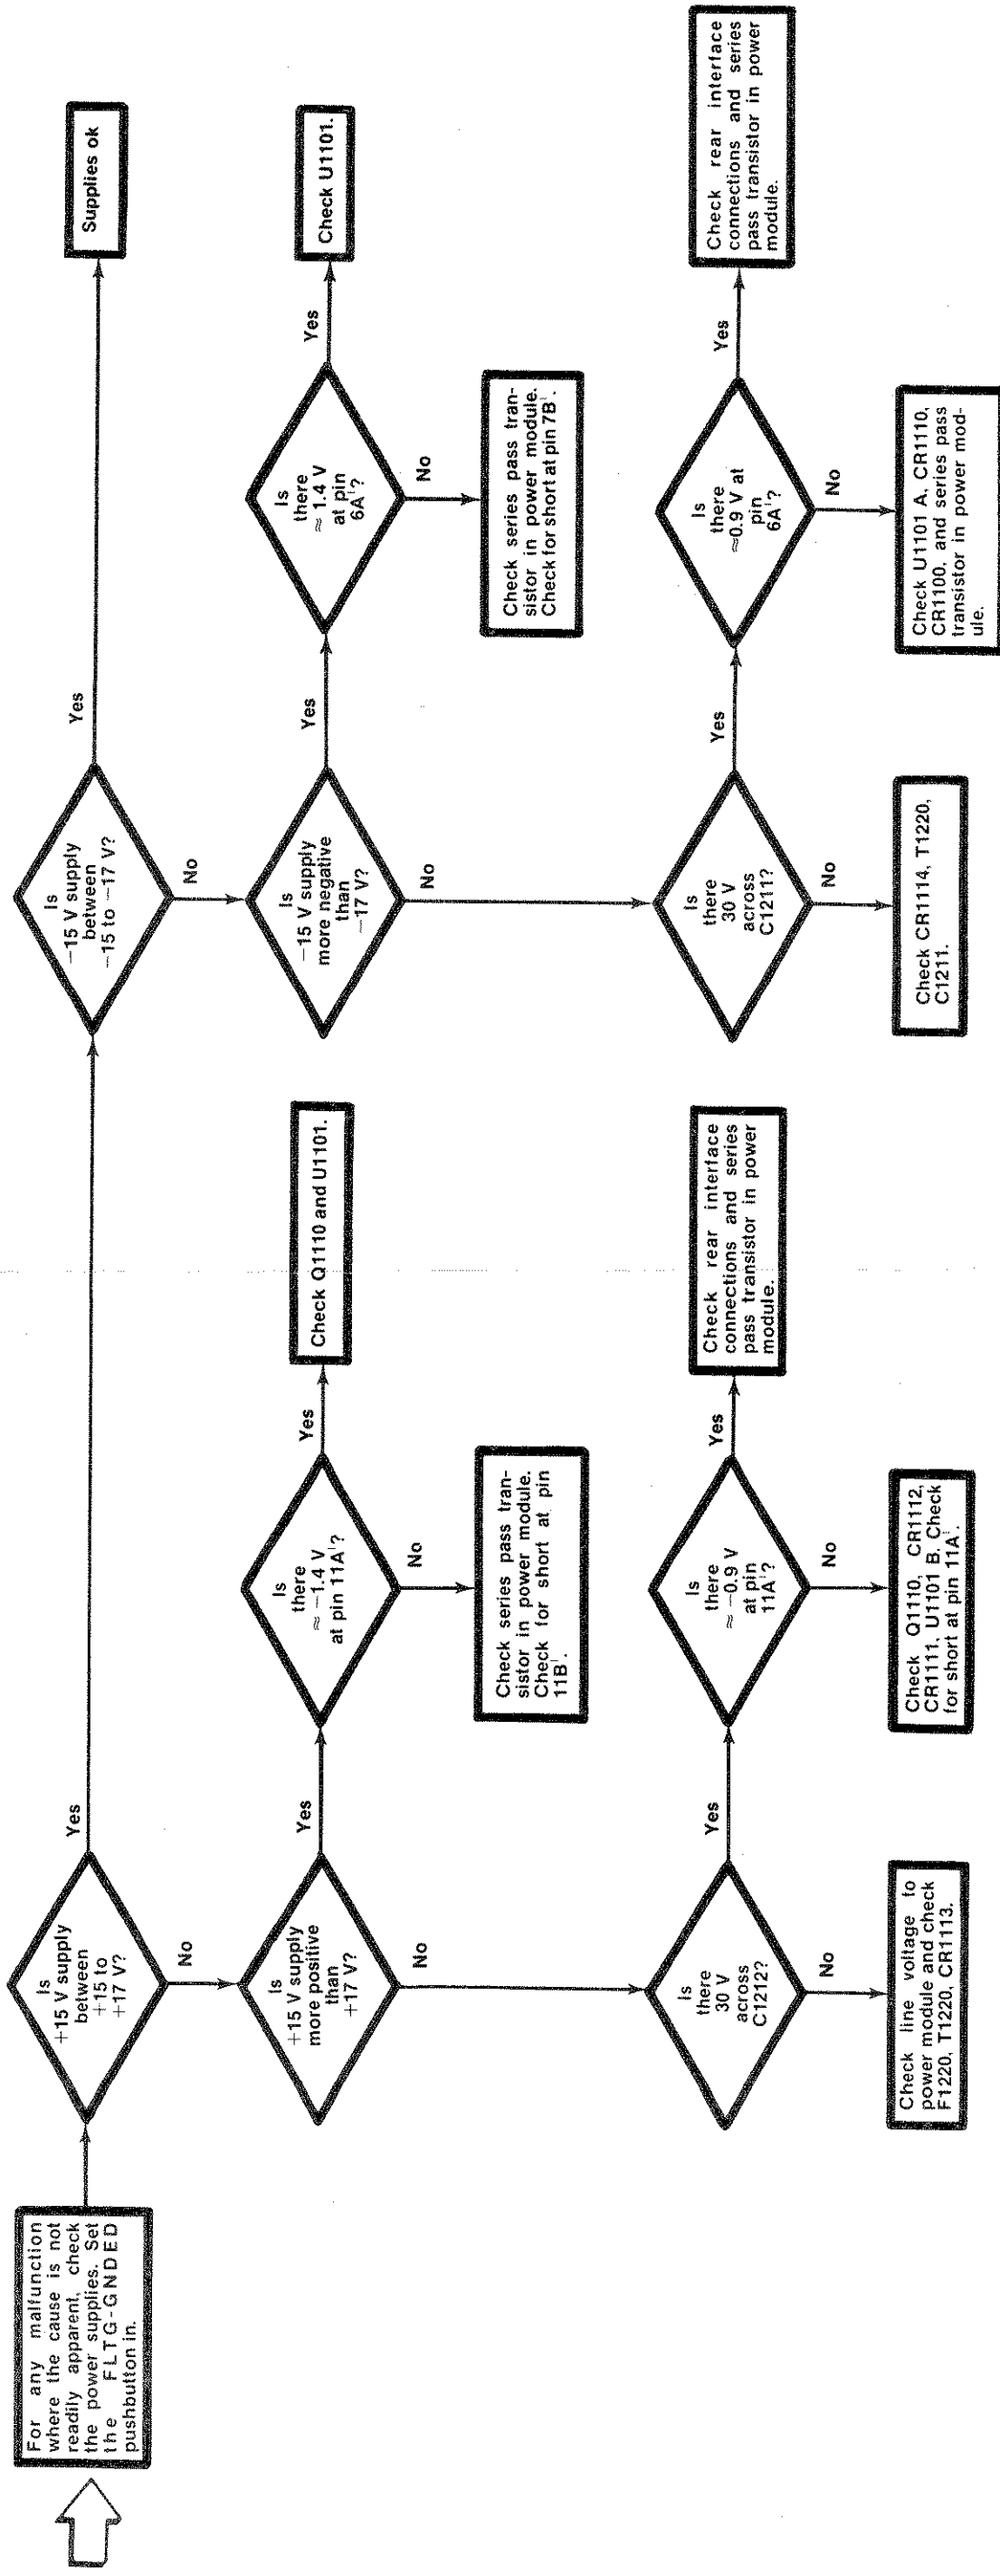 For any malfunction
where the cause is not
readily apparent, check
the power supplies. Set
the FLTG-GNDED
pushbutton in.
Is
+15 V supply
between
+15 to
+17 V?
Yes
No
Is
+15 V supply
more positive
than
+17 V?
Yes
No
Is
there
≈ −1.4 V
at pin 11A¹?
Yes
No
Check Q1110 and U1101.
Check series pass tran-
sistor in power module.
Check for short at pin
11B¹.
Is
there
30 V
across
C1212?
Yes
No
Check line voltage to
power module and check
F1220, T1220, CR1113.
Is
there
≈ −0.9 V
at pin
11A¹?
Yes
No
Check rear interface
connections and series
pass transistor in power
module.
Check Q1110, CR1112,
CR1111, U1101 B. Check
for short at pin 11A¹.
Is
−15 V supply
between
−15 to −17 V?
Yes
No
Supplies ok
Is
−15 V supply
more negative
than
−17 V?
Yes
No
Is
there
≈ 1.4 V
at pin
6A¹?
Yes
No
Check U1101.
Check series pass tran-
sistor in power module.
Check for short at pin 7B¹.
Is
there
30 V
across
C1211?
Yes
No
Check CR1114, T1220,
C1211.
Is
there
≈0.9 V at
pin
6A¹?
Yes
No
Check rear interface
connections and series
pass transistor in power
module.
Check U1101 A, CR1110,
CR1100, and series pass
transistor in power mod-
ule.